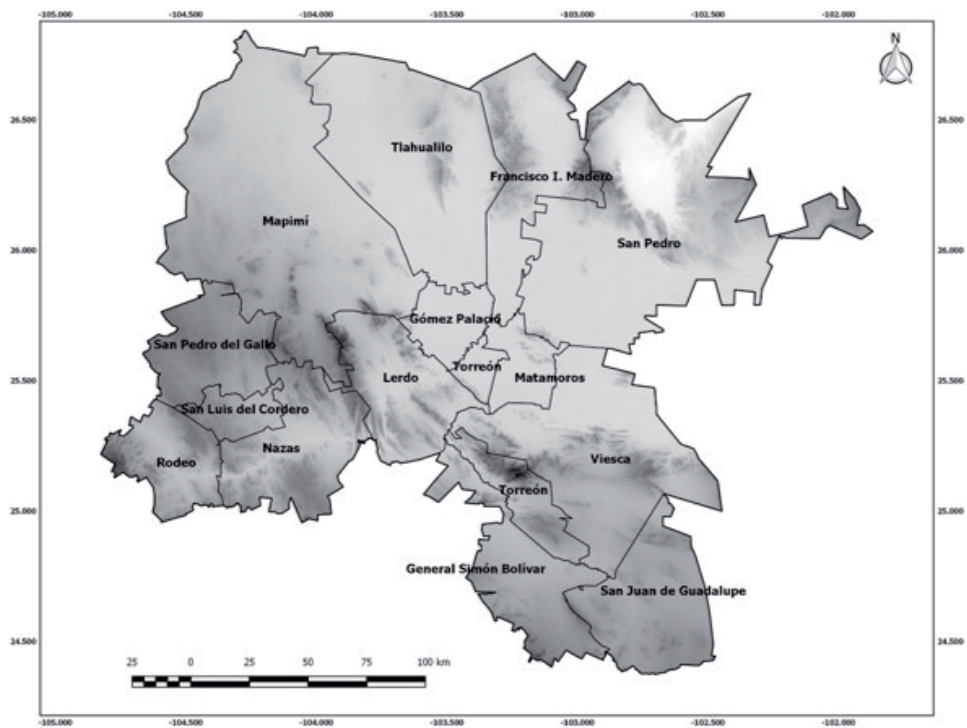 -105.000 -104.500 -104.000 -103.500 -103.000 -102.500 -102.000
N
26.500 26.500
Tlahualilo
Francisco I. Madero
Mapimí
San Pedro
26.000 26.000
Gómez Palacio
San Pedro del Gallo
Torreón
Lerdo
Matamoros
25.500 25.500
San Luis del Cordero
Nazas
Viesca
Rodeo
Torreón
25.000 25.000
General Simón Bolívar
San Juan de Guadalupe
24.500 24.500
25 0 25 50 75 100 km
-105.000 -104.500 -104.000 -103.500 -103.000 -102.500 -102.000